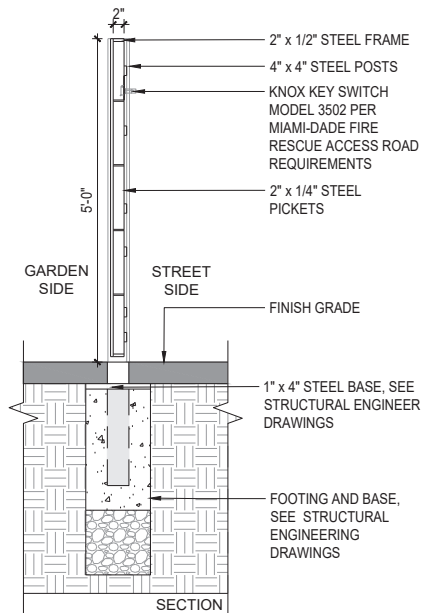 2"
2" x 1/2" STEEL FRAME
4" x 4" STEEL POSTS
KNOX KEY SWITCH
MODEL 3502 PER
MIAMI-DADE FIRE
RESCUE ACCESS ROAD
REQUIREMENTS
2" x 1/4" STEEL
PICKETS
5'-0"
GARDEN
SIDE
STREET
SIDE
FINISH GRADE
1" x 4" STEEL BASE, SEE
STRUCTURAL ENGINEER
DRAWINGS
FOOTING AND BASE,
SEE STRUCTURAL
ENGINEERING
DRAWINGS
SECTION